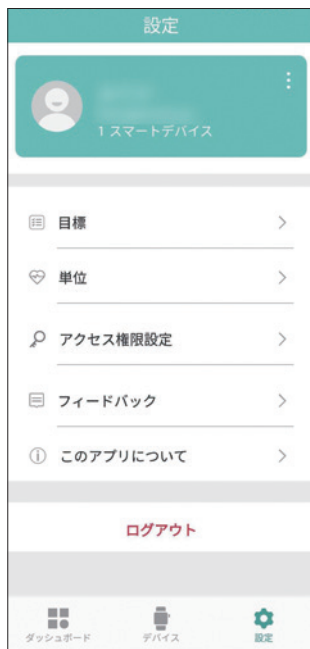 設定
1 スマートデバイス
目標
単位
アクセス権限設定
フィードバック
このアプリについて
ログアウト
ダッシュボード
デバイス
設定